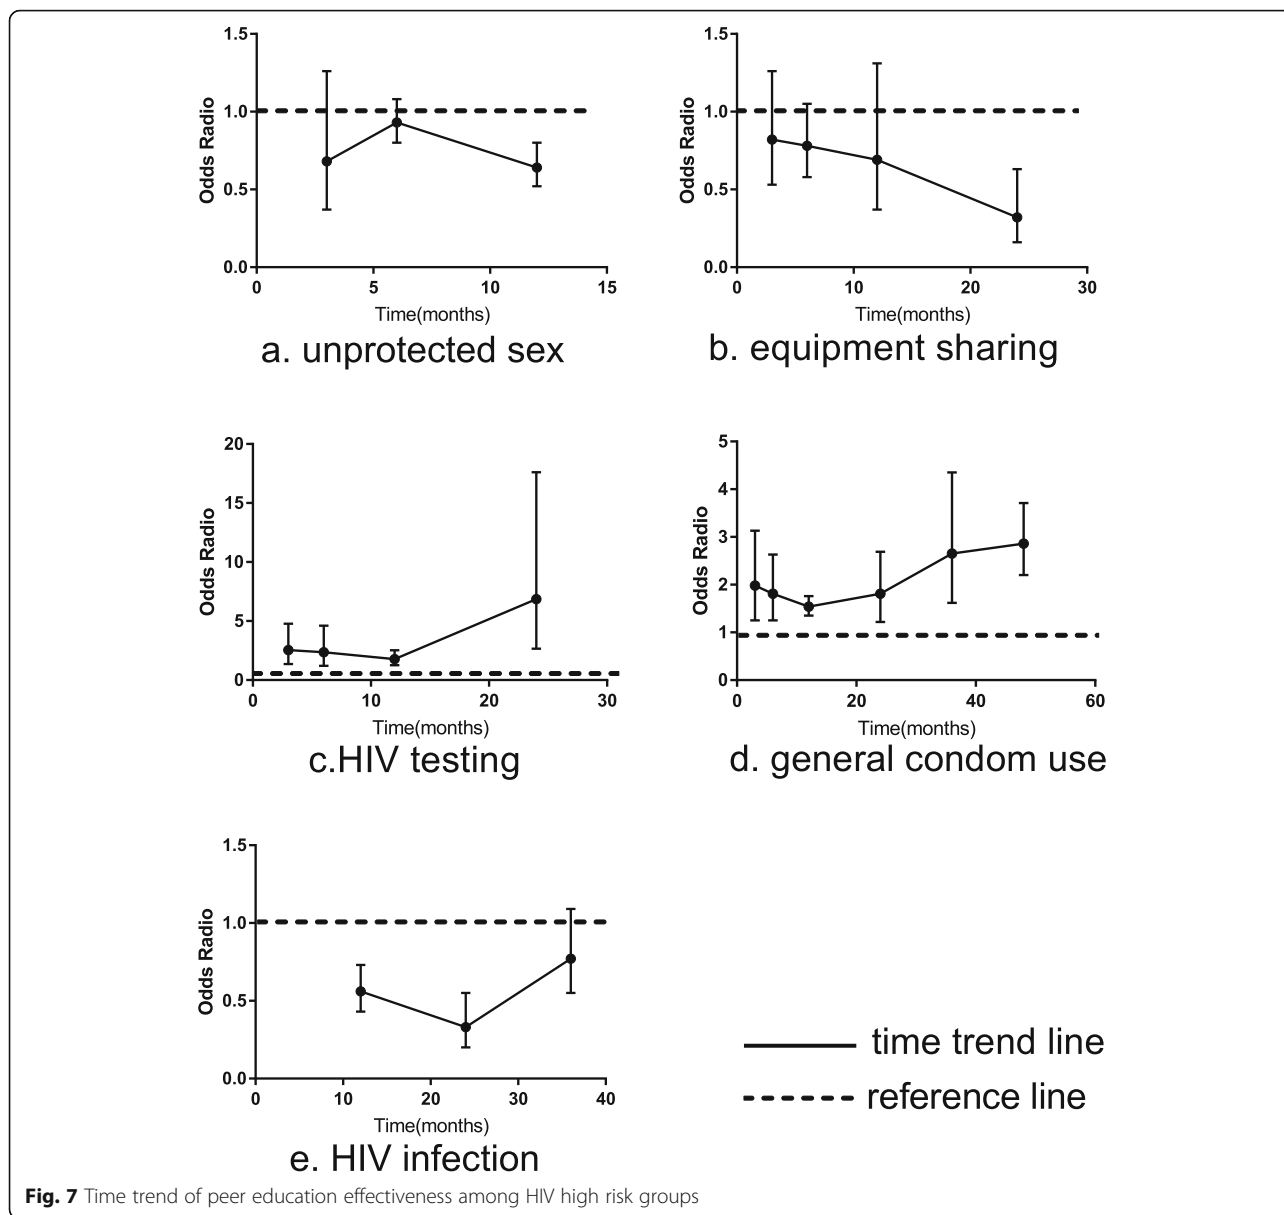 1.5
1.0
0.5
0.0
Odds Radio
0 5 10 15
Time(months)
a. unprotected sex
1.5
1.0
0.5
0.0
Odds Radio
0 10 20 30
Time(months)
b. equipment sharing
20
15
10
5
0
Odds Radio
0 10 20 30
Time(months)
c.HIV testing
5
4
3
2
1
0
Odds Radio
0 20 40 60
Time(months)
d. general condom use
1.5
1.0
0.5
0.0
Odds Radio
0 10 20 30 40
Time(months)
e. HIV infection
time trend line
reference line
Fig. 7 Time trend of peer education effectiveness among HIV high risk groups